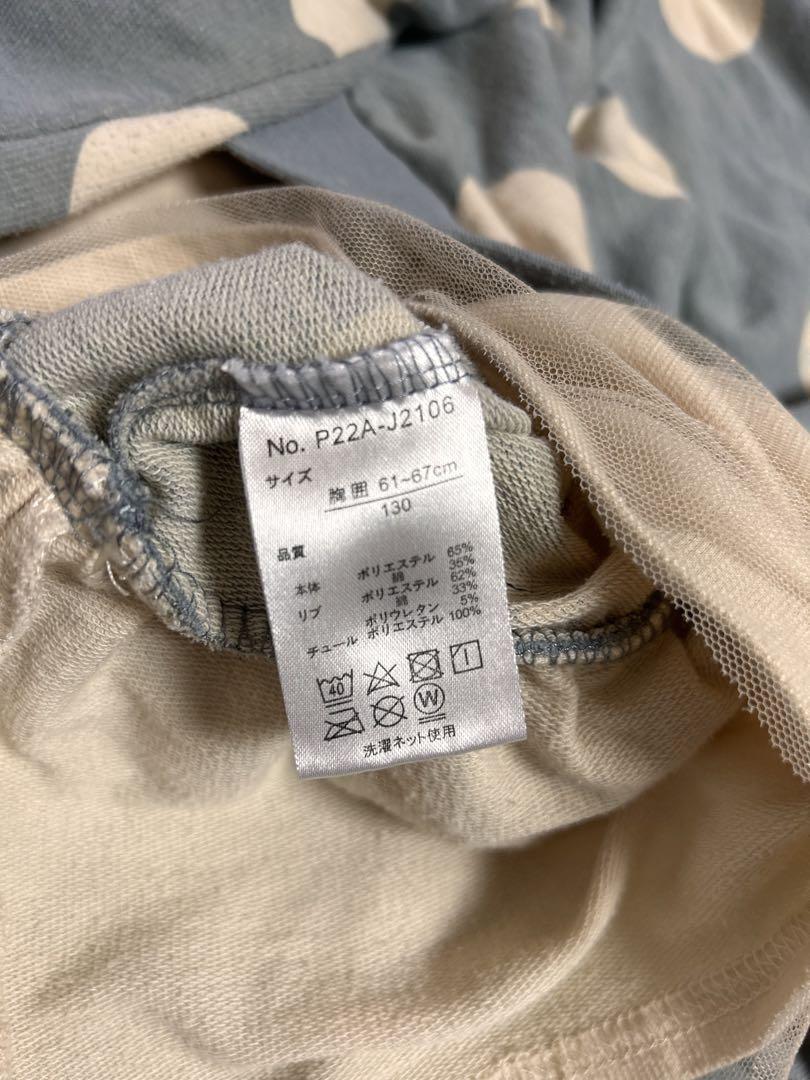 No. P22A-J2106
サイズ
胸囲 61~67cm
130
品質
本体 ポリエステル 65%
綿 35%
リブ ポリエステル 62%
綿 33%
ポリウレタン 5%
チュール ポリエステル 100%
40
W
洗濯ネット使用